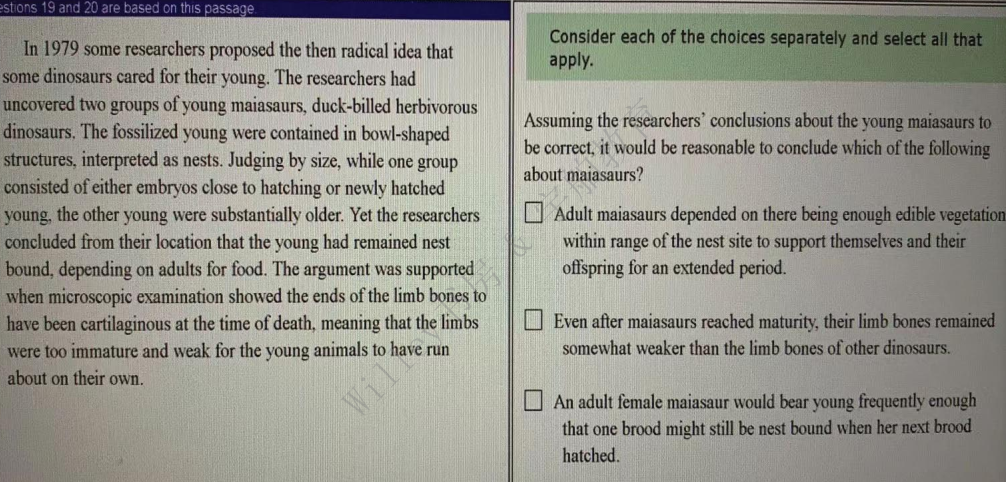 estions 19 and 20 are based on this passage.
In 1979 some researchers proposed the then radical idea that
some dinosaurs cared for their young. The researchers had
uncovered two groups of young maiasaurs, duck-billed herbivorous
dinosaurs. The fossilized young were contained in bowl-shaped
structures, interpreted as nests. Judging by size, while one group
consisted of either embryos close to hatching or newly hatched
young, the other young were substantially older. Yet the researchers
concluded from their location that the young had remained nest
bound, depending on adults for food. The argument was supported
when microscopic examination showed the ends of the limb bones to
have been cartilaginous at the time of death, meaning that the limbs
were too immature and weak for the young animals to have run
about on their own.
Consider each of the choices separately and select all that
apply.
Assuming the researchers' conclusions about the young maiasaurs to
be correct, it would be reasonable to conclude which of the following
about maiasaurs?
Adult maiasaurs depended on there being enough edible vegetation
within range of the nest site to support themselves and their
offspring for an extended period.
Even after maiasaurs reached maturity, their limb bones remained
somewhat weaker than the limb bones of other dinosaurs.
An adult female maiasaur would bear young frequently enough
that one brood might still be nest bound when her next brood
hatched.